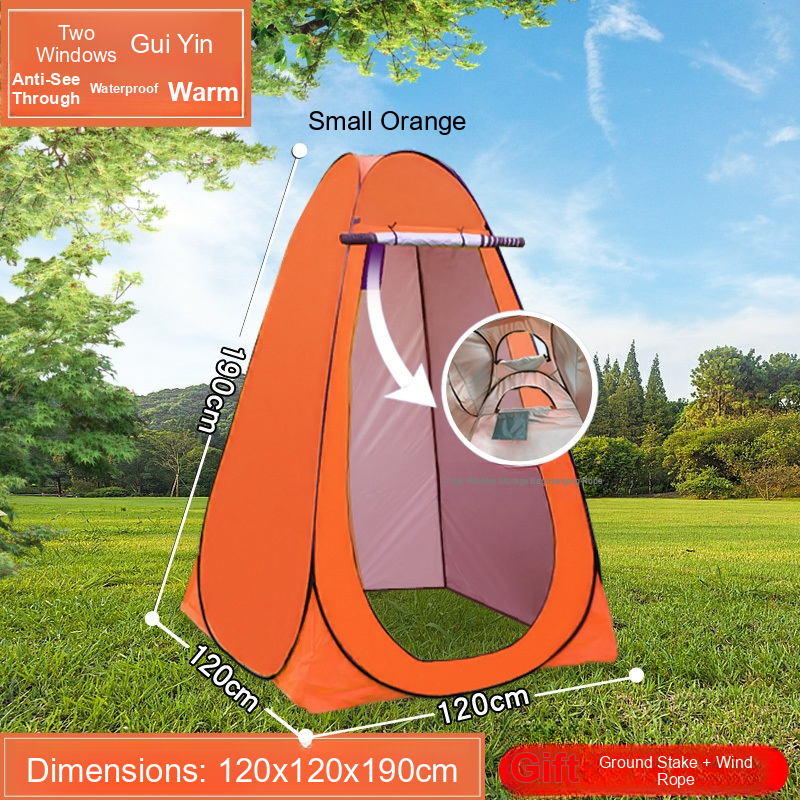 Two
Windows
Gui Yin
Anti-See
Through
Waterproof
Warm
Small Orange
190cm
120cm
120cm
Dimensions: 120x120x190cm
Gift
Ground Stake + Wind
Rope